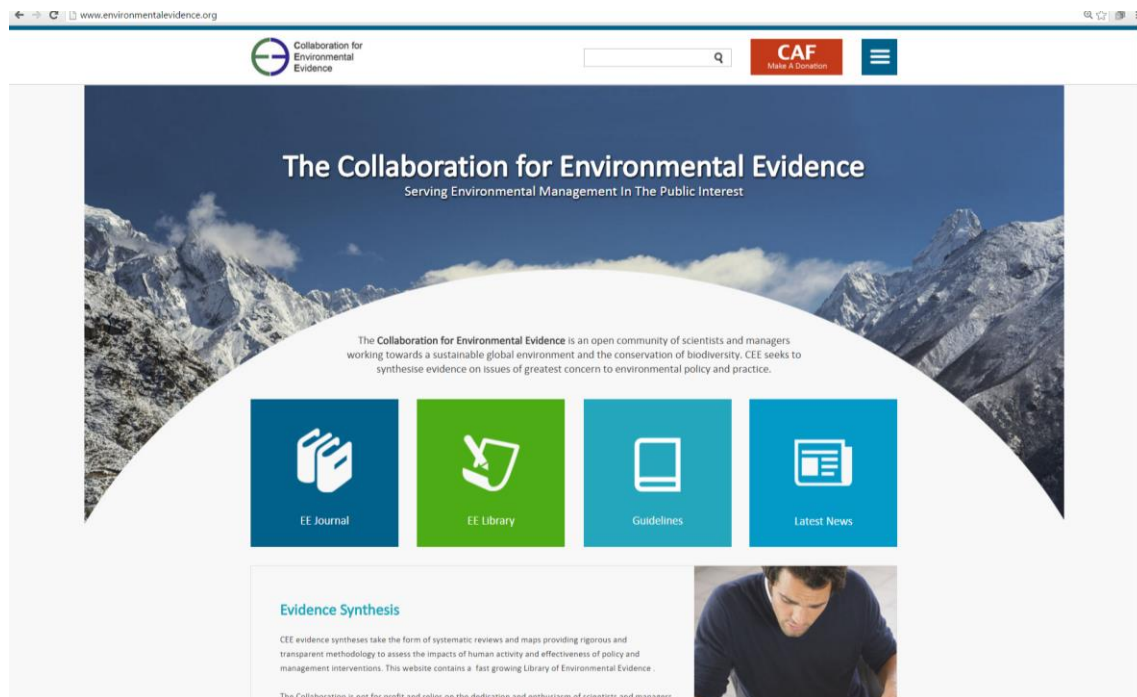 www.environmentalevidence.org
Collaboration for
Environmental
Evidence
CAF
Make A Donation
The Collaboration for Environmental Evidence
Serving Environmental Management In The Public Interest
The Collaboration for Environmental Evidence is an open community of scientists and managers
working towards a sustainable global environment and the conservation of biodiversity. CEE seeks to
synthesise evidence on issues of greatest concern to environmental policy and practice.
EE Journal
EE Library
Guidelines
Latest News
Evidence Synthesis
CEE evidence syntheses take the form of systematic reviews and maps providing rigorous and
transparent methodology to assess the impacts of human activity and effectiveness of policy and
management interventions. This website contains a fast growing Library of Environmental Evidence .
The Collaboration is not for profit and relies on the dedication and enthusiasm of scientists and managers